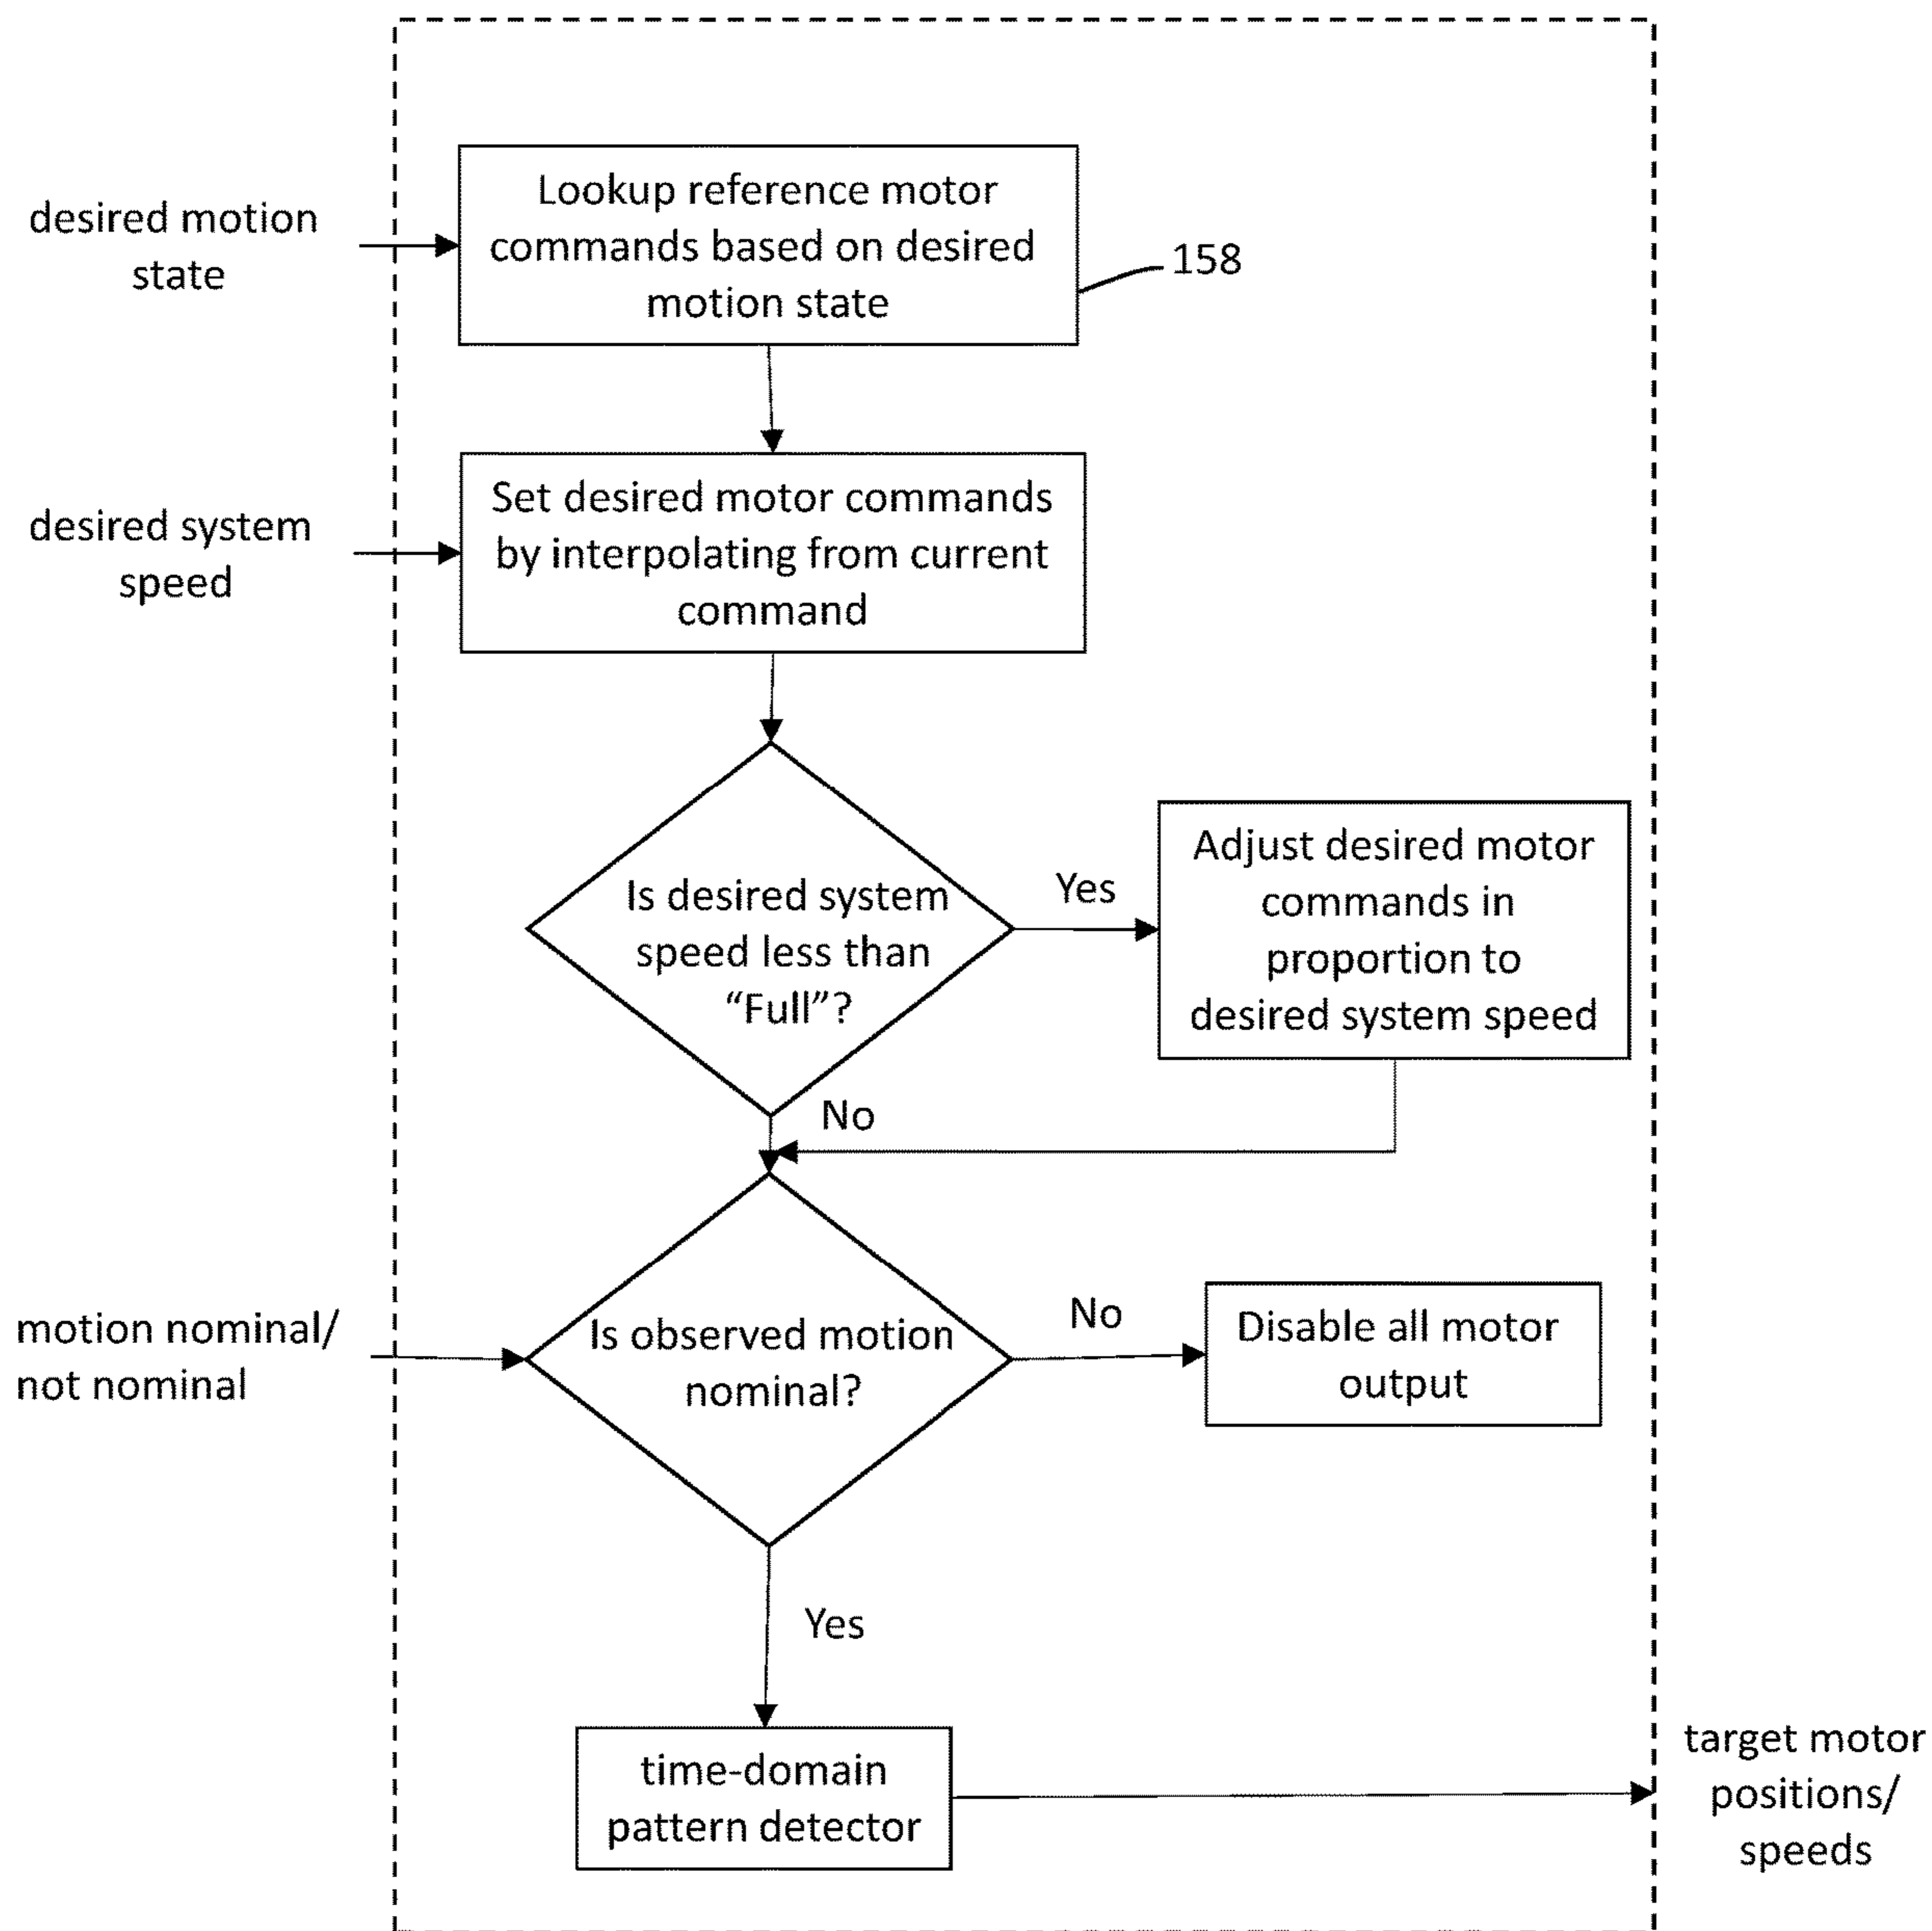 desired motion
state
Lookup reference motor
commands based on desired
motion state
158
desired system
speed
Set desired motor commands
by interpolating from current
command
Is desired system
speed less than
“Full”?
Yes
Adjust desired motor
commands in
proportion to
desired system speed
No
motion nominal/
not nominal
Is observed motion
nominal?
No
Disable all motor
output
Yes
time-domain
pattern detector
target motor
positions/
speeds